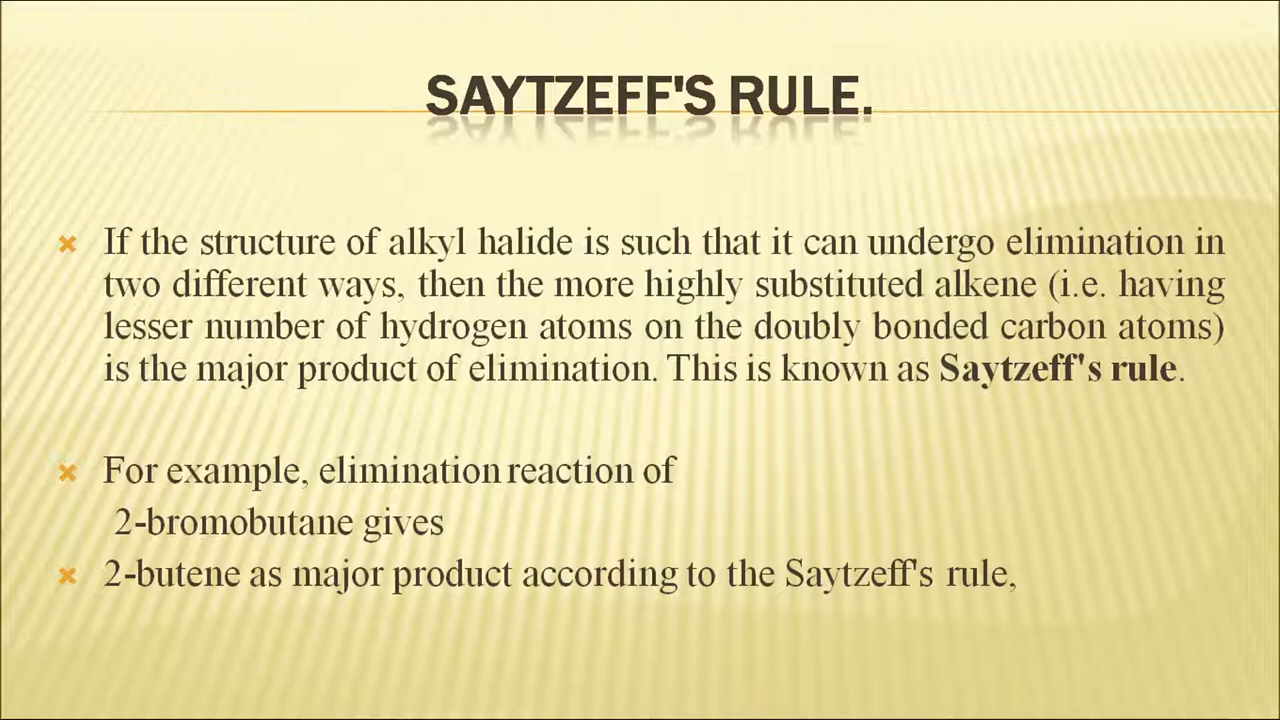 SAYTZEFF'S RULE.
If the structure of alkyl halide is such that it can undergo elimination in
two different ways, then the more highly substituted alkene (i.e. having
lesser number of hydrogen atoms on the doubly bonded carbon atoms)
is the major product of elimination. This is known as Saytzeff's rule.
For example, elimination reaction of
2-bromobutane gives
2-butene as major product according to the Saytzeff's rule,